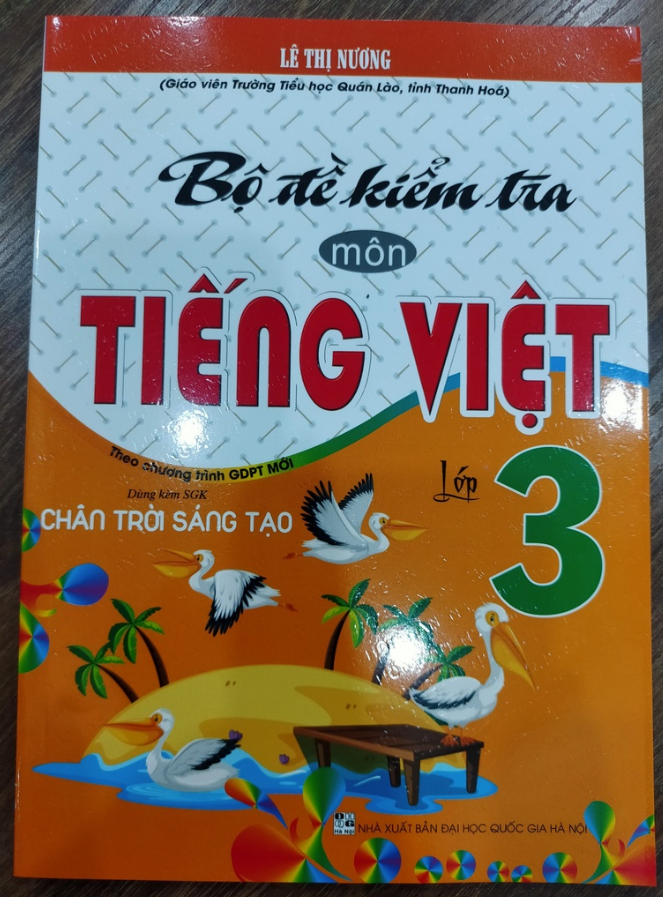 LÊ THỊ NƯƠNG
(Giáo viên Trường Tiểu học Quán Lào, tỉnh Thanh Hoá)
Bộ đề kiểm tra
môn
TIẾNG VIỆT
Theo chương trình GDPT MỚI
Lớp 3
Dùng kèm SGK
CHÂN TRỜI SÁNG TẠO
Hà Nội
NHÀ XUẤT BẢN ĐẠI HỌC QUỐC GIA HÀ NỘI